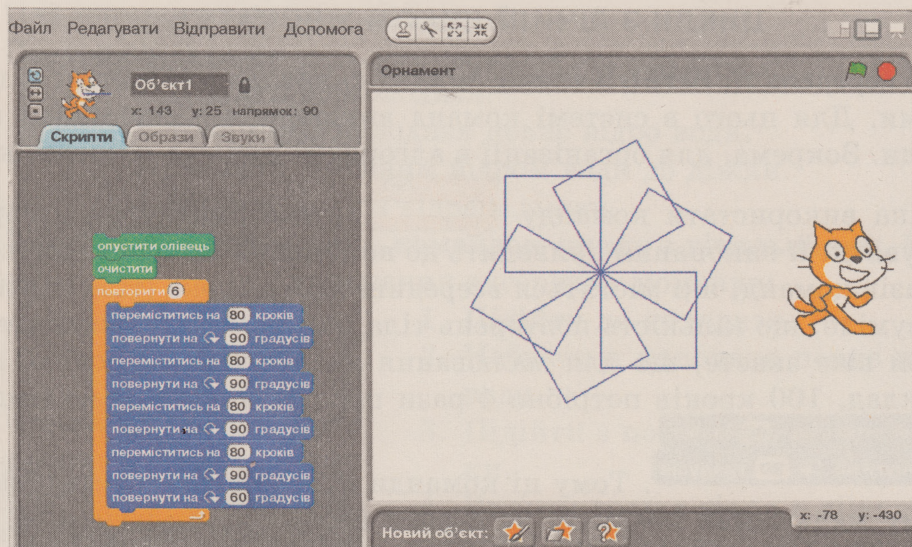 Файл Редагувати Відправити Допомога
Об'єкт1
x: 143 y: 25 напрямок: 90
Скрипти Образи Звуки
Орнамент
опустити олівець
очистити
повторити 6
переміститись на 80 кроків
повернути на 90 градусів
переміститись на 80 кроків
повернути на 90 градусів
переміститись на 80 кроків
повернути на 90 градусів
переміститись на 80 кроків
повернути на 90 градусів
повернути на 60 градусів
x: -78 y: -430
Новий об'єкт: